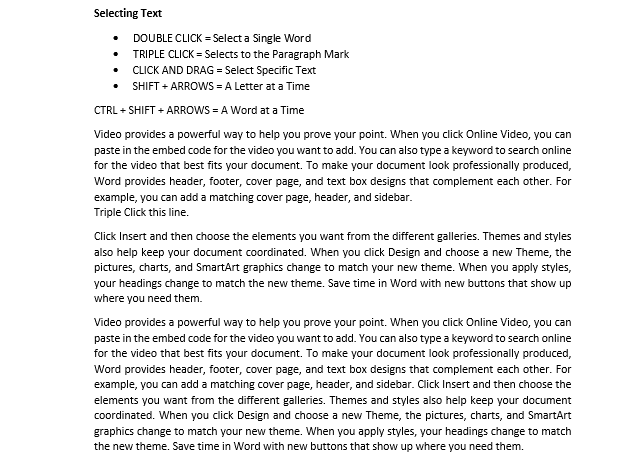 Selecting Text
• DOUBLE CLICK = Select a Single Word
• TRIPLE CLICK = Selects to the Paragraph Mark
• CLICK AND DRAG = Select Specific Text
• SHIFT + ARROWS = A Letter at a Time
CTRL + SHIFT + ARROWS = A Word at a Time
Video provides a powerful way to help you prove your point. When you click Online Video, you can
paste in the embed code for the video you want to add. You can also type a keyword to search online
for the video that best fits your document. To make your document look professionally produced,
Word provides header, footer, cover page, and text box designs that complement each other. For
example, you can add a matching cover page, header, and sidebar.
Triple Click this line.
Click Insert and then choose the elements you want from the different galleries. Themes and styles
also help keep your document coordinated. When you click Design and choose a new Theme, the
pictures, charts, and SmartArt graphics change to match your new theme. When you apply styles,
your headings change to match the new theme. Save time in Word with new buttons that show up
where you need them.
Video provides a powerful way to help you prove your point. When you click Online Video, you can
paste in the embed code for the video you want to add. You can also type a keyword to search online
for the video that best fits your document. To make your document look professionally produced,
Word provides header, footer, cover page, and text box designs that complement each other. For
example, you can add a matching cover page, header, and sidebar. Click Insert and then choose the
elements you want from the different galleries. Themes and styles also help keep your document
coordinated. When you click Design and choose a new Theme, the pictures, charts, and SmartArt
graphics change to match your new theme. When you apply styles, your headings change to match
the new theme. Save time in Word with new buttons that show up where you need them.